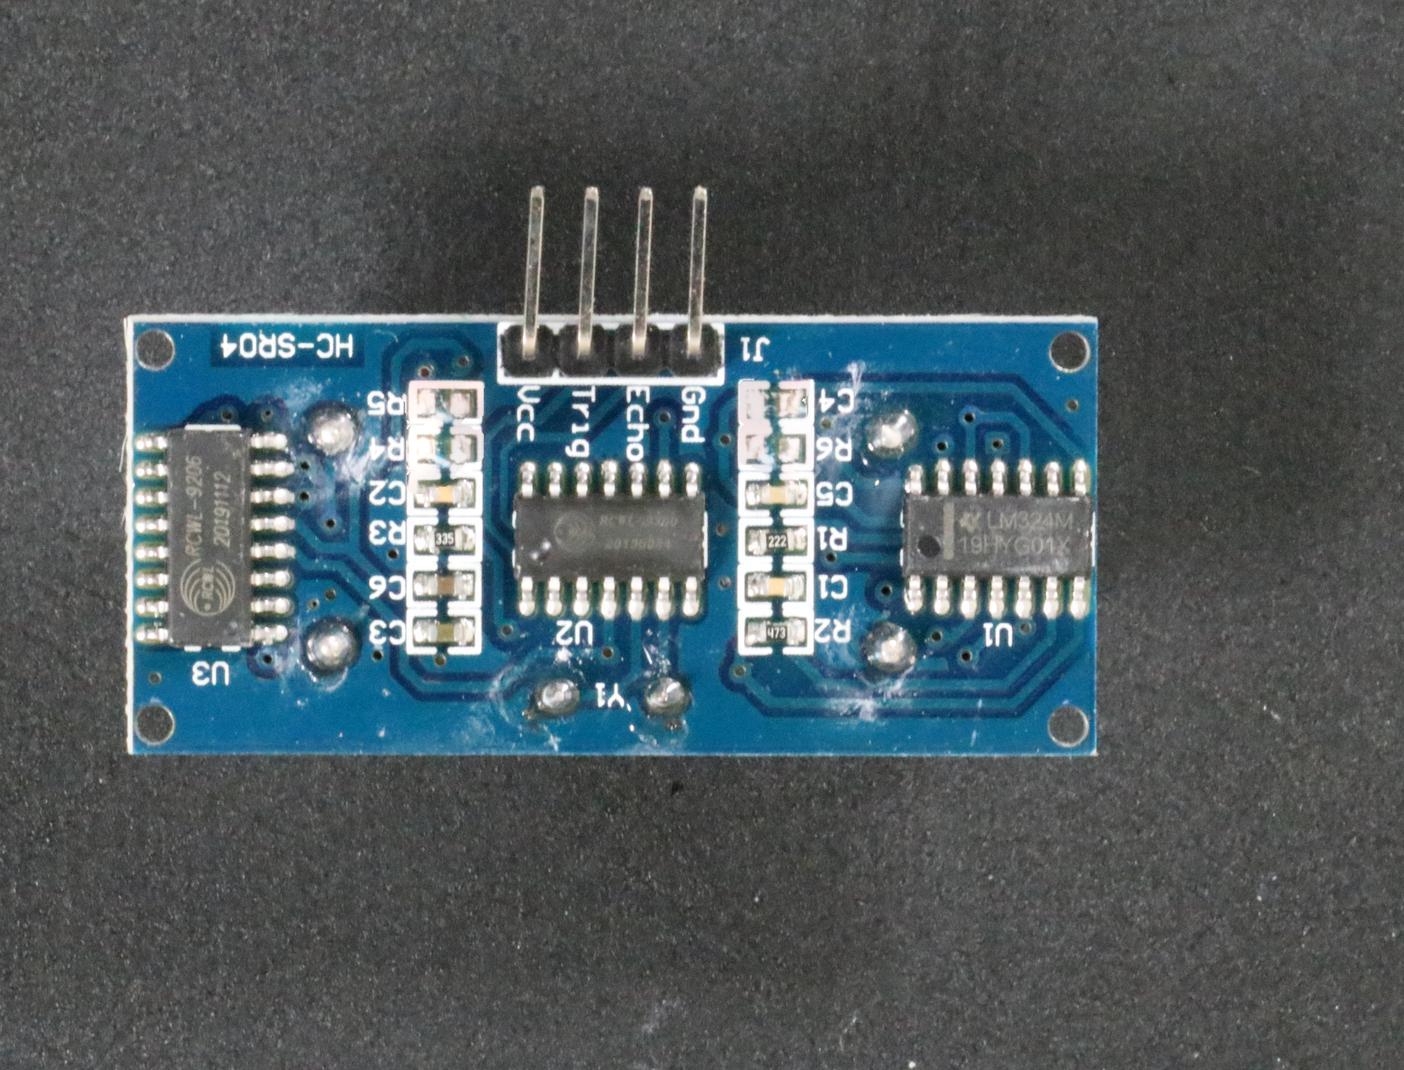 HC-SR04
J1
Vcc
Trig
Echo
Gnd
R5
R4
C2
R3
335
C6
C3
C4
R6
C5
R1
222
C1
R2
473
RCWL-9206
20191112
RCWL
U3
U2
Y1
LM324M
19HYG01X
U1